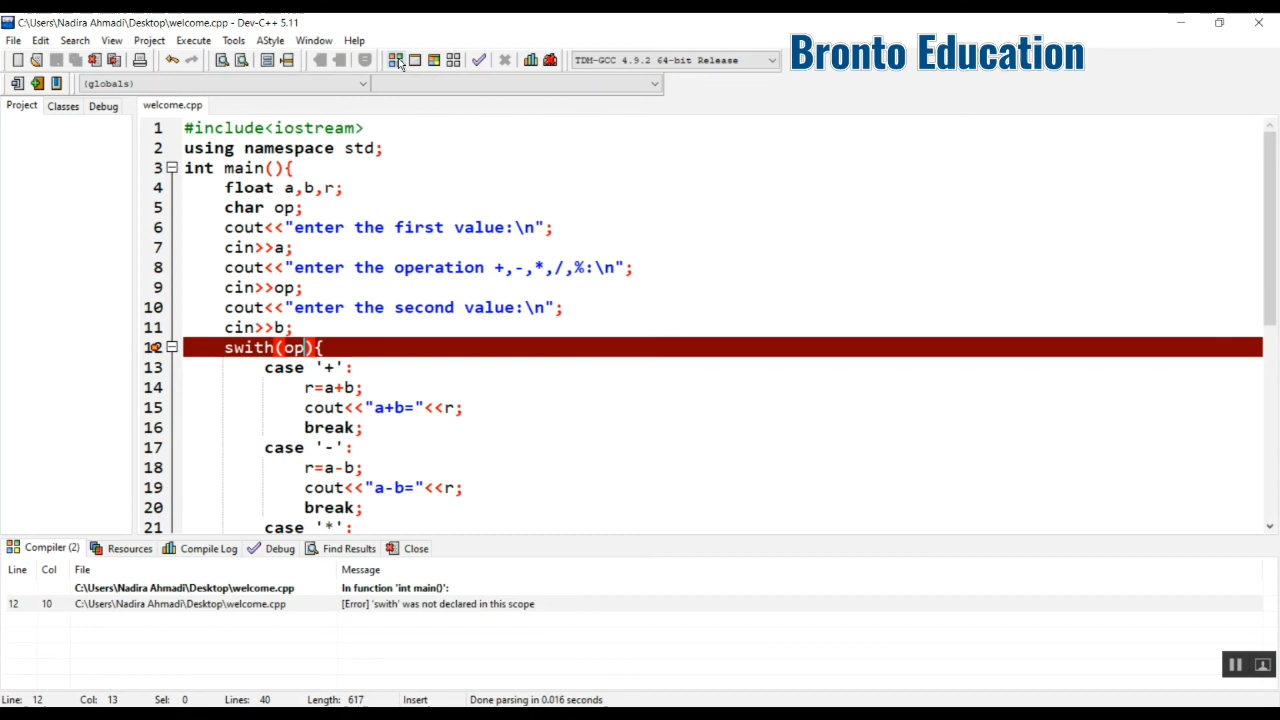 C:\Users\Nadira Ahmadi\Desktop\welcome.cpp - Dev-C++ 5.11
File Edit Search View Project Execute Tools AStyle Window Help
TDM-GCC 4.9.2 64-bit Release
Bronto Education
(globals)
Project Classes Debug welcome.cpp
1 #include<iostream>
2 using namespace std;
3 int main(){
4 float a,b,r;
5 char op;
6 cout<<"enter the first value:\n";
7 cin>>a;
8 cout<<"enter the operation +,-,*,/,%:\n";
9 cin>>op;
10 cout<<"enter the second value:\n";
11 cin>>b;
12 swith(op){
13 case '+':
14 r=a+b;
15 cout<<"a+b="<<r;
16 break;
17 case '-':
18 r=a-b;
19 cout<<"a-b="<<r;
20 break;
21 case '*':
Compiler (2) Resources Compile Log Debug Find Results Close
Line Col File Message
C:\Users\Nadira Ahmadi\Desktop\welcome.cpp In function 'int main()':
12 10 C:\Users\Nadira Ahmadi\Desktop\welcome.cpp [Error] 'swith' was not declared in this scope
Line: 12 Col: 13 Sel: 0 Lines: 40 Length: 617 Insert Done parsing in 0.016 seconds